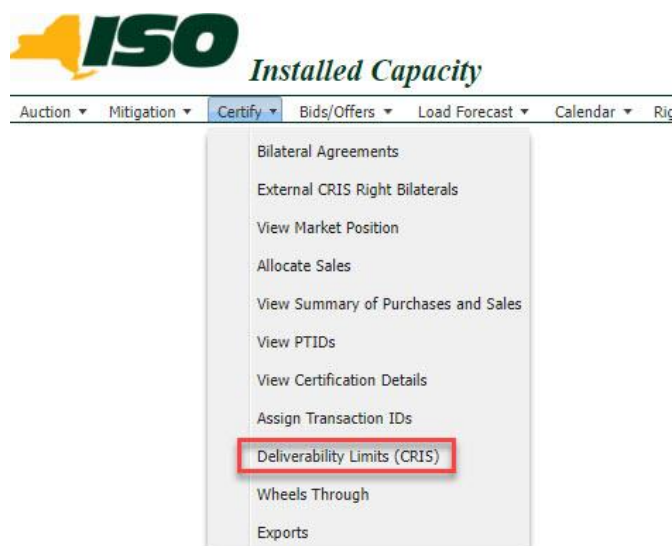 ISO
Installed Capacity
Auction Mitigation Certify Bids/Offers Load Forecast Calendar
Bilateral Agreements
External CRIS Right Bilaterals
View Market Position
Allocate Sales
View Summary of Purchases and Sales
View PTIDs
View Certification Details
Assign Transaction IDs
Deliverability Limits (CRIS)
Wheels Through
Exports